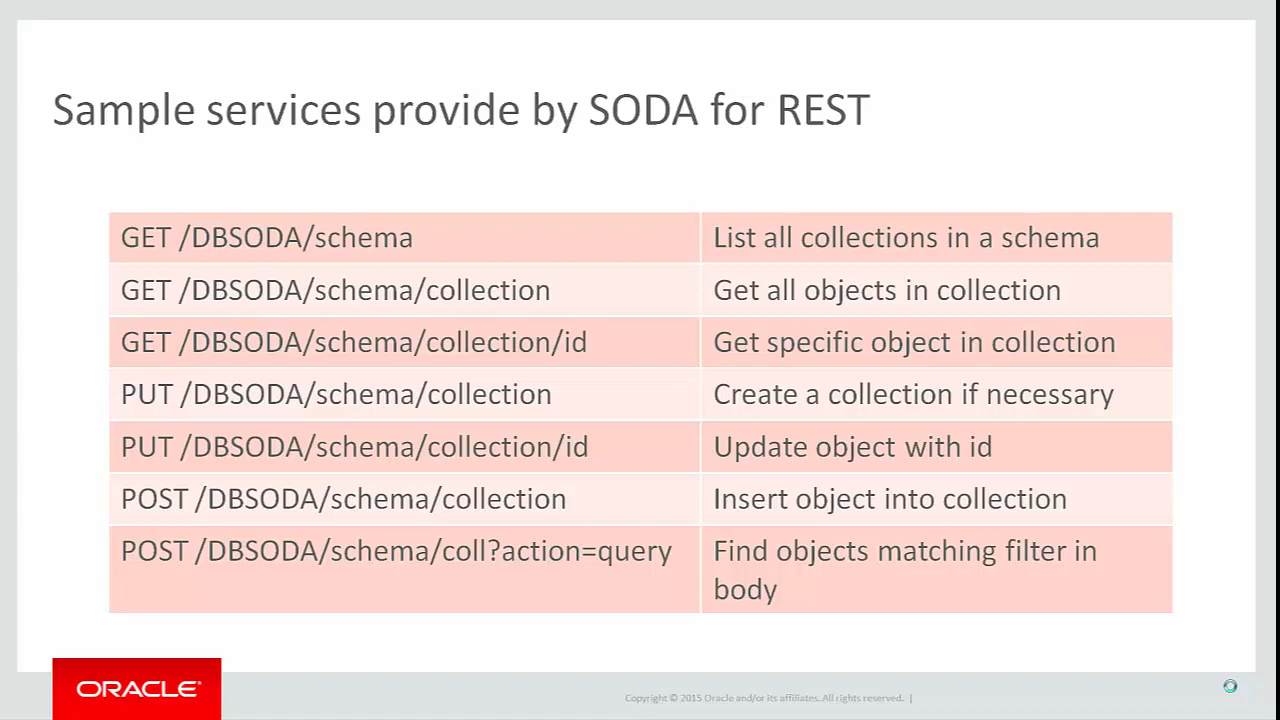 Sample services provide by SODA for REST
GET /DBSODA/schema
List all collections in a schema
GET /DBSODA/schema/collection
Get all objects in collection
GET /DBSODA/schema/collection/id
Get specific object in collection
PUT /DBSODA/schema/collection
Create a collection if necessary
PUT /DBSODA/schema/collection/id
Update object with id
POST /DBSODA/schema/collection
Insert object into collection
POST /DBSODA/schema/coll?action=query
Find objects matching filter in
body
ORACLE®
Copyright © 2015 Oracle and/or its affiliates. All rights reserved. |